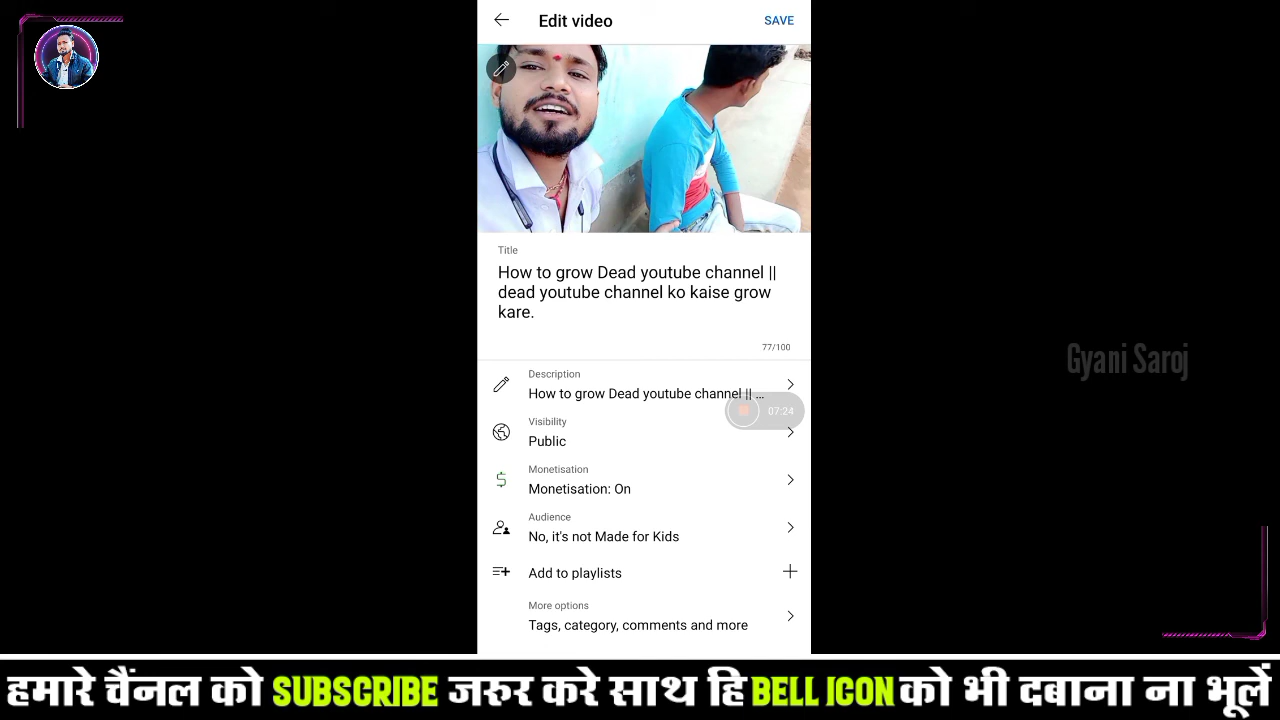 Edit video
SAVE
Title
How to grow Dead youtube channel ||
dead youtube channel ko kaise grow
kare.
77/100
Description
How to grow Dead youtube channel || ...
07:24
Visibility
Public
Monetisation
Monetisation: On
Audience
No, it's not Made for Kids
Add to playlists
More options
Tags, category, comments and more
Gyani Saroj
हमारे चैंनल को SUBSCRIBE जरुर करे साथ हि BELL ICON को भी दबाना ना भूलें